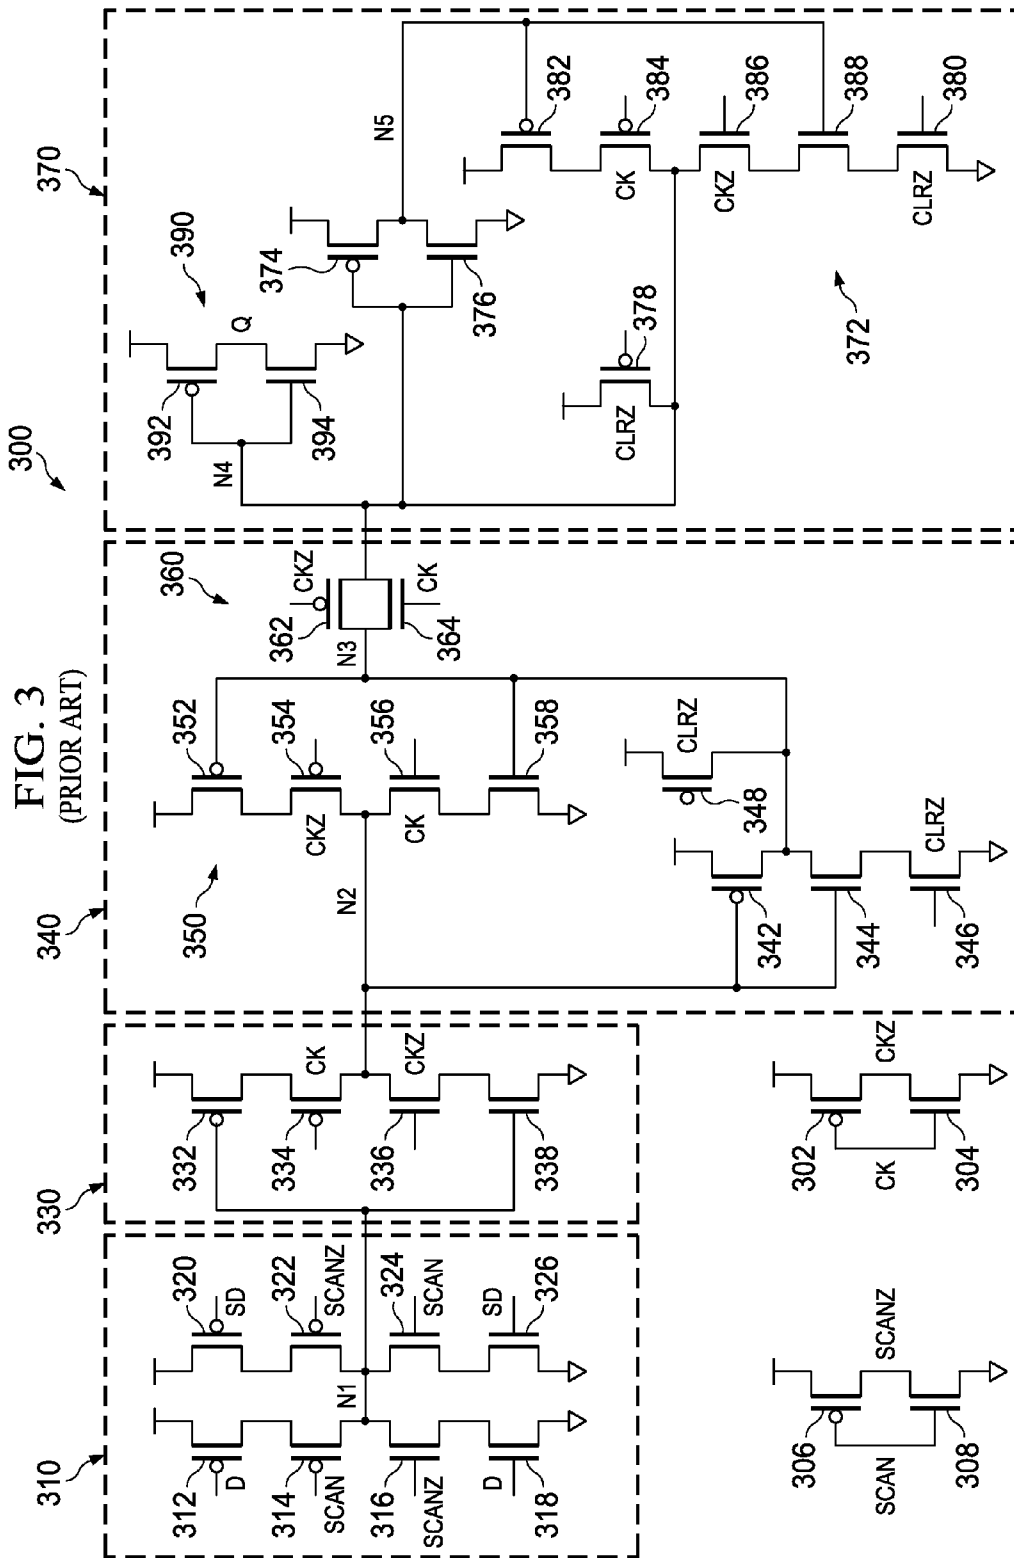 FIG. 3
(PRIOR ART)
300
310
312
D
314
SCAN
316
SCANZ
318
D
N1
320
SD
322
SCANZ
324
SCAN
326
SD
306
SCAN
308
SCANZ
330
332
334
CK
336
CKZ
338
302
CK
304
CKZ
340
350
352
354
CKZ
356
CK
358
N2
342
344
346
CLRZ
348
CLRZ
N3
360
362
CKZ
364
CK
370
390
392
Q
394
N4
374
376
N5
378
CLRZ
372
382
384
CK
386
CKZ
388
380
CLRZ